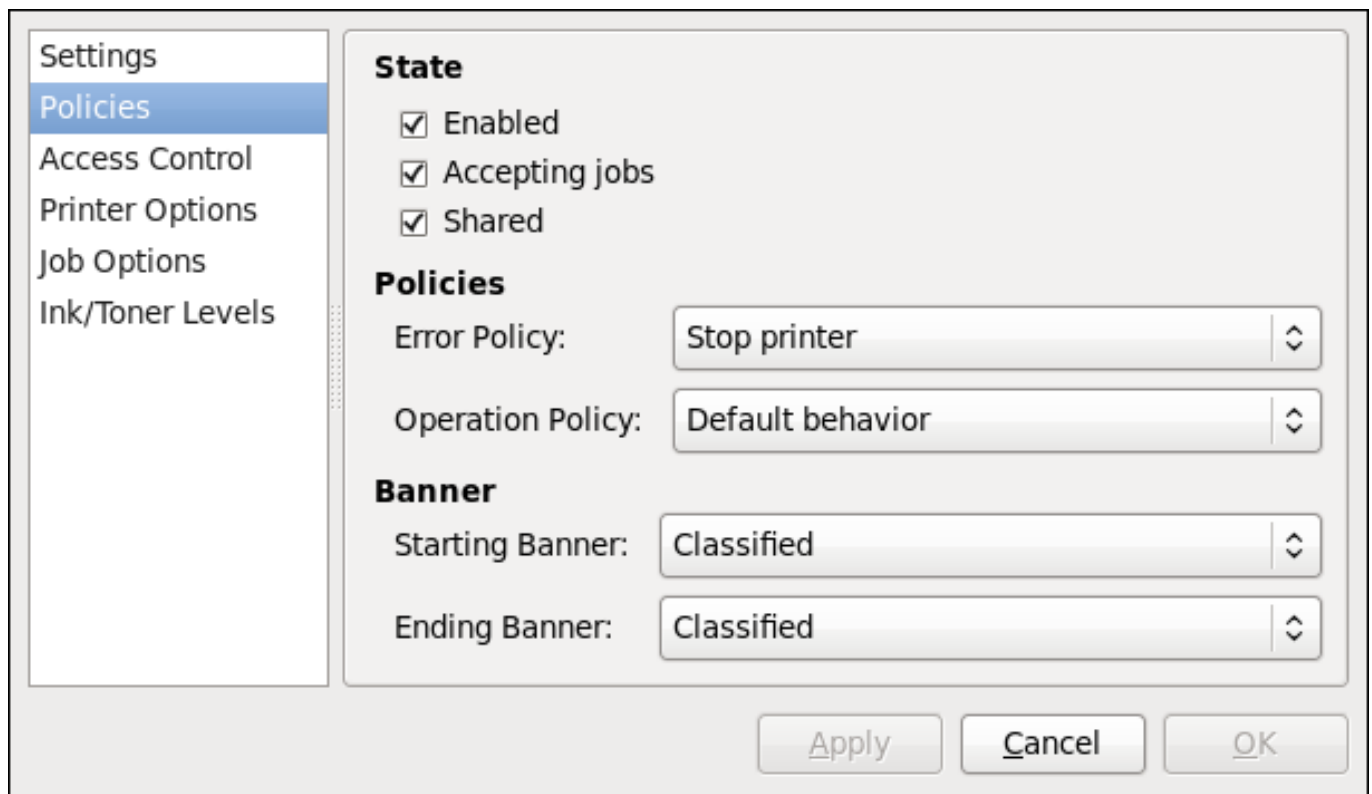 Settings
Policies
Access Control
Printer Options
Job Options
Ink/Toner Levels
State
Enabled
Accepting jobs
Shared
Policies
Error Policy: Stop printer
Operation Policy: Default behavior
Banner
Starting Banner: Classified
Ending Banner: Classified
Apply Cancel OK